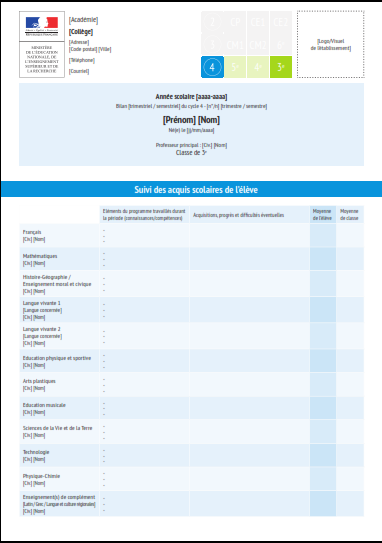 MINISTÈRE
DE L'ÉDUCATION
NATIONALE, DE
L'ENSEIGNEMENT
SUPÉRIEUR ET DE
LA RECHERCHE
[Académie]
[Collège]
[Adresse]
[Code postal] [Ville]
[Téléphone]
[Courriel]
2 CP CE1 CE2
3 CM1 CM2 6e
4 5e 4e 3e
[Logo/Visuel
de l'établissement]
Année scolaire [aaaa-aaaa]
Bilan [trimestriel / semestriel] du cycle 4 - [n°/n] [trimestre / semestre]
[Prénom] [Nom]
Né(e) le [jj/mm/aaaa]
Professeur principal : [Civ.] [Nom]
Classe de 3e
Suivi des acquis scolaires de l'élève
Eléments du programme travaillés durant
la période (connaissances/compétences)
Acquisitions, progrès et difficultés éventuelles
Moyenne
de l'élève
Moyenne
de classe
Français
[Civ.] [Nom]
Mathématiques
[Civ.] [Nom]
Histoire-Géographie /
Enseignement moral et civique
[Civ.] [Nom]
Langue vivante 1
[Langue concernée]
[Civ.] [Nom]
Langue vivante 2
[Langue concernée]
[Civ.] [Nom]
Education physique et sportive
[Civ.] [Nom]
Arts plastiques
[Civ.] [Nom]
Education musicale
[Civ.] [Nom]
Sciences de la Vie et de la Terre
[Civ.] [Nom]
Technologie
[Civ.] [Nom]
Physique-Chimie
[Civ.] [Nom]
Enseignement(s) de complément
[Latin / Grec / Langue et culture régionales]
[Civ.] [Nom]